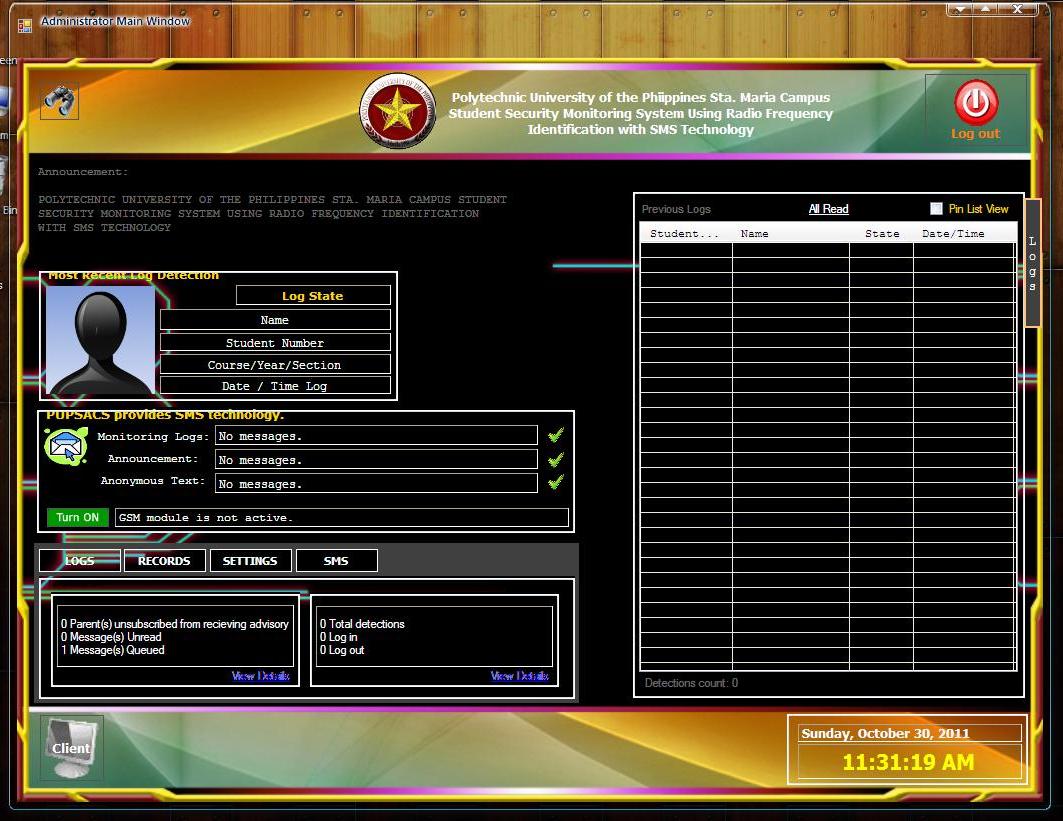 Administrator Main Window
Polytechnic University of the Phiippines Sta. Maria Campus
Student Security Monitoring System Using Radio Frequency
Identification with SMS Technology
Log out
Announcement:
POLYTECHNIC UNIVERSITY OF THE PHILIPPINES STA. MARIA CAMPUS STUDENT
SECURITY MONITORING SYSTEM USING RADIO FREQUENCY IDENTIFICATION
WITH SMS TECHNOLOGY
Most Recent Log Detection
Log State
Name
Student Number
Course/Year/Section
Date / Time Log
PUPSACS provides SMS technology.
Monitoring Logs: No messages.
Announcement: No messages.
Anonymous Text: No messages.
Turn ON GSM module is not active.
LOGS RECORDS SETTINGS SMS
0 Parent(s) unsubscribed from recieving advisory
0 Message(s) Unread
1 Message(s) Queued
View Details
0 Total detections
0 Log in
0 Log out
View Details
Previous Logs All Read Pin List View
Student... Name State Date/Time
Detections count: 0
Logs
Client
Sunday, October 30, 2011
11:31:19 AM